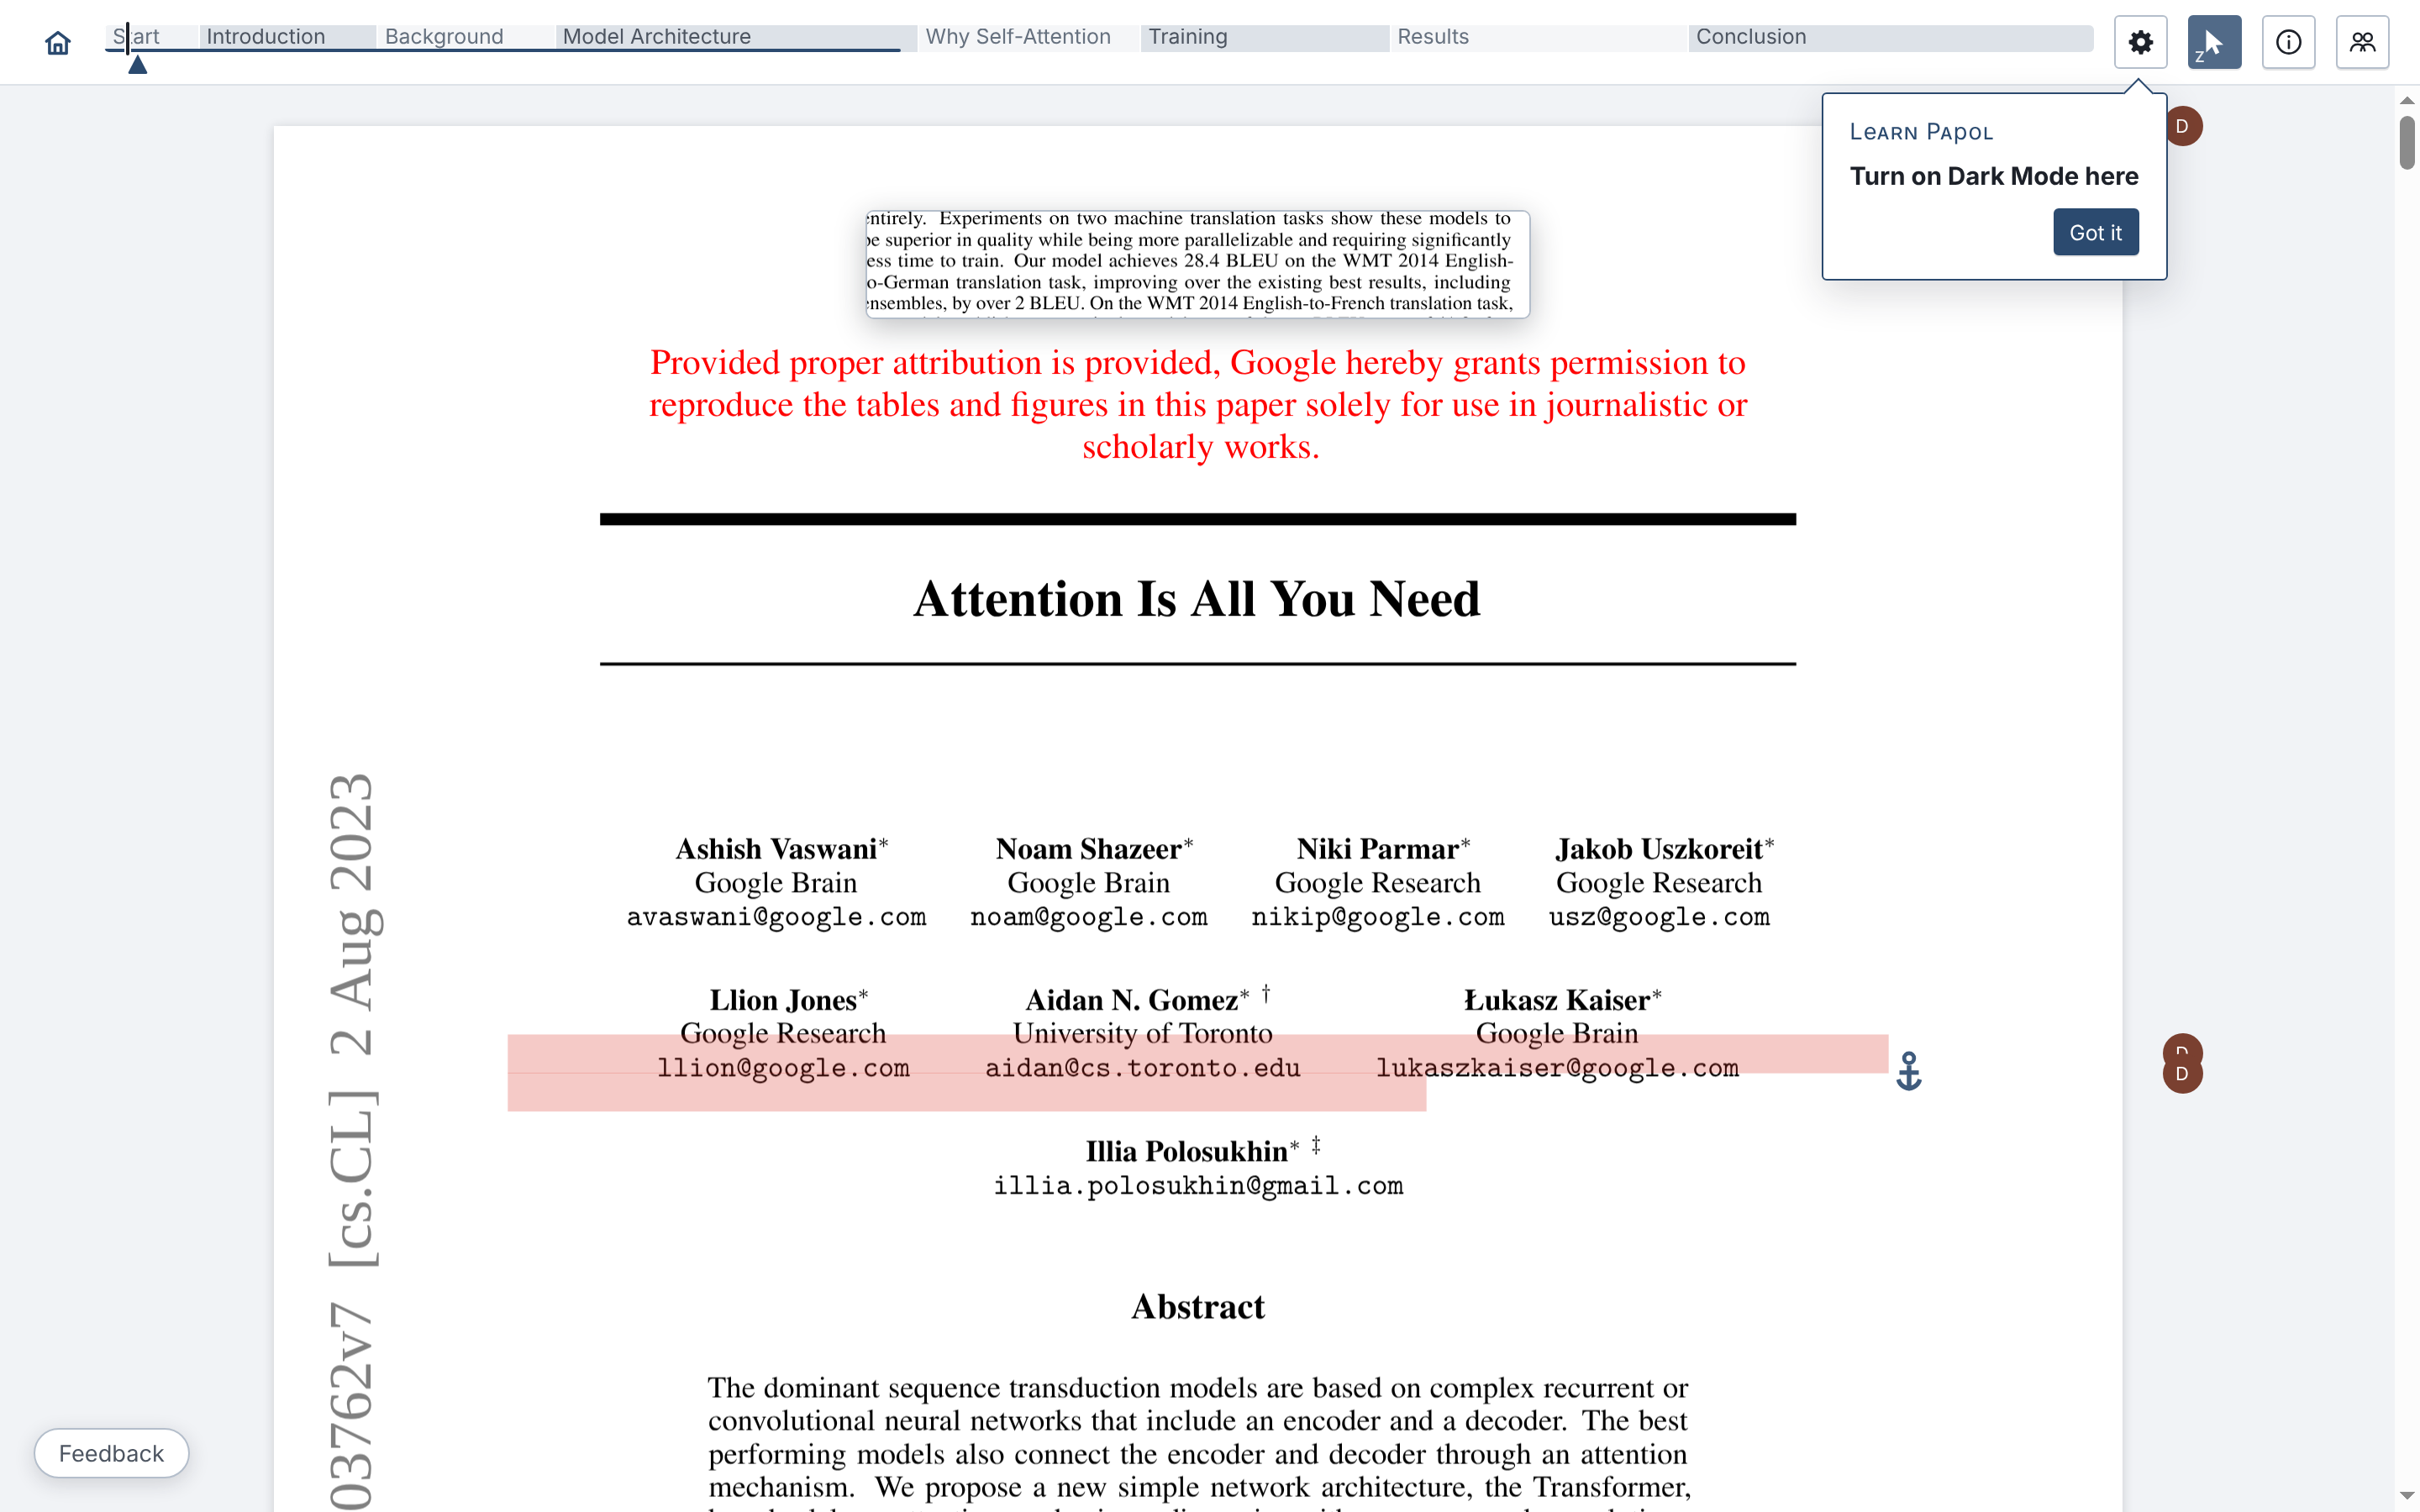 Start
Introduction
Background
Model Architecture
Why Self-Attention
Training
Results
Conclusion
Z
Learn Papol
Turn on Dark Mode here
Got it
D
entirely. Experiments on two machine translation tasks show these models to
be superior in quality while being more parallelizable and requiring significantly
ess time to train. Our model achieves 28.4 BLEU on the WMT 2014 English-
o-German translation task, improving over the existing best results, including
ensembles, by over 2 BLEU. On the WMT 2014 English-to-French translation task,
Provided proper attribution is provided, Google hereby grants permission to
reproduce the tables and figures in this paper solely for use in journalistic or
scholarly works.
Attention Is All You Need
Ashish Vaswani* Noam Shazeer* Niki Parmar* Jakob Uszkoreit*
Google Brain Google Brain Google Research Google Research
avaswani@google.com noam@google.com nikip@google.com usz@google.com
Llion Jones* Aidan N. Gomez* † Łukasz Kaiser*
Google Research University of Toronto Google Brain
llion@google.com aidan@cs.toronto.edu lukaszkaiser@google.com
D
D
Illia Polosukhin* ‡
illia.polosukhin@gmail.com
03762v7 [cs.CL] 2 Aug 2023
Abstract
The dominant sequence transduction models are based on complex recurrent or
convolutional neural networks that include an encoder and a decoder. The best
performing models also connect the encoder and decoder through an attention
mechanism. We propose a new simple network architecture, the Transformer,
Feedback